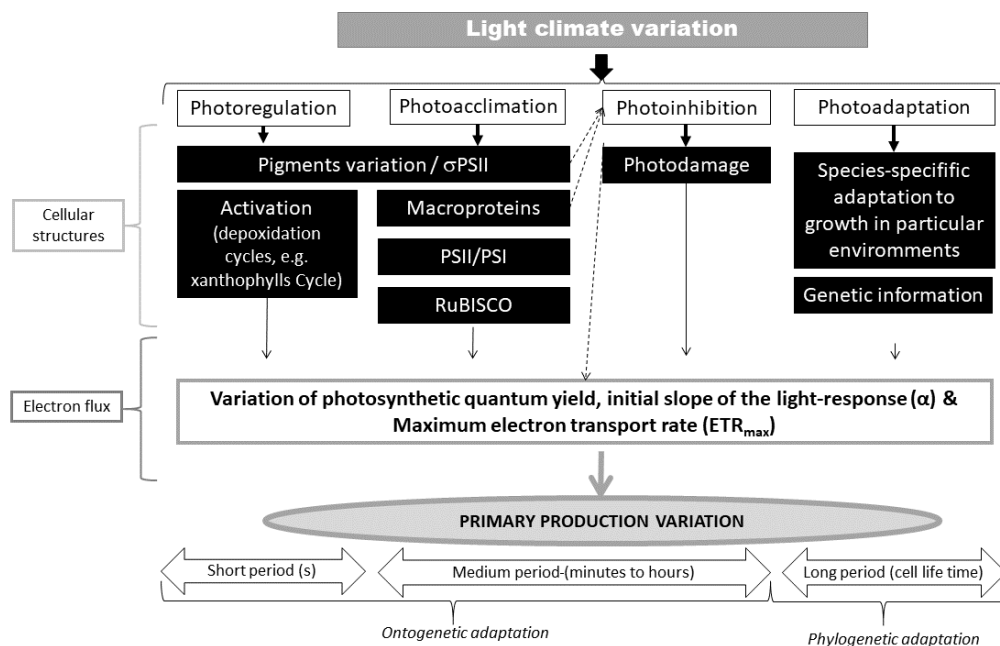 Light climate variation
Photoregulation
Photoacclimation
Photoinhibition
Photoadaptation
Pigments variation / σPSII
Photodamage
Species-specifific
adaptation to
growth in particular
enviromments
Cellular
structures
Activation
(depoxidation
cycles, e.g.
xanthophylls Cycle)
Macroproteins
PSII/PSI
RuBISCO
Genetic information
Electron flux
Variation of photosynthetic quantum yield, initial slope of the light-response (α) &
Maximum electron transport rate (ETRmax)
PRIMARY PRODUCTION VARIATION
Short period (s)
Medium period-(minutes to hours)
Long period (cell life time)
Ontogenetic adaptation
Phylogenetic adaptation